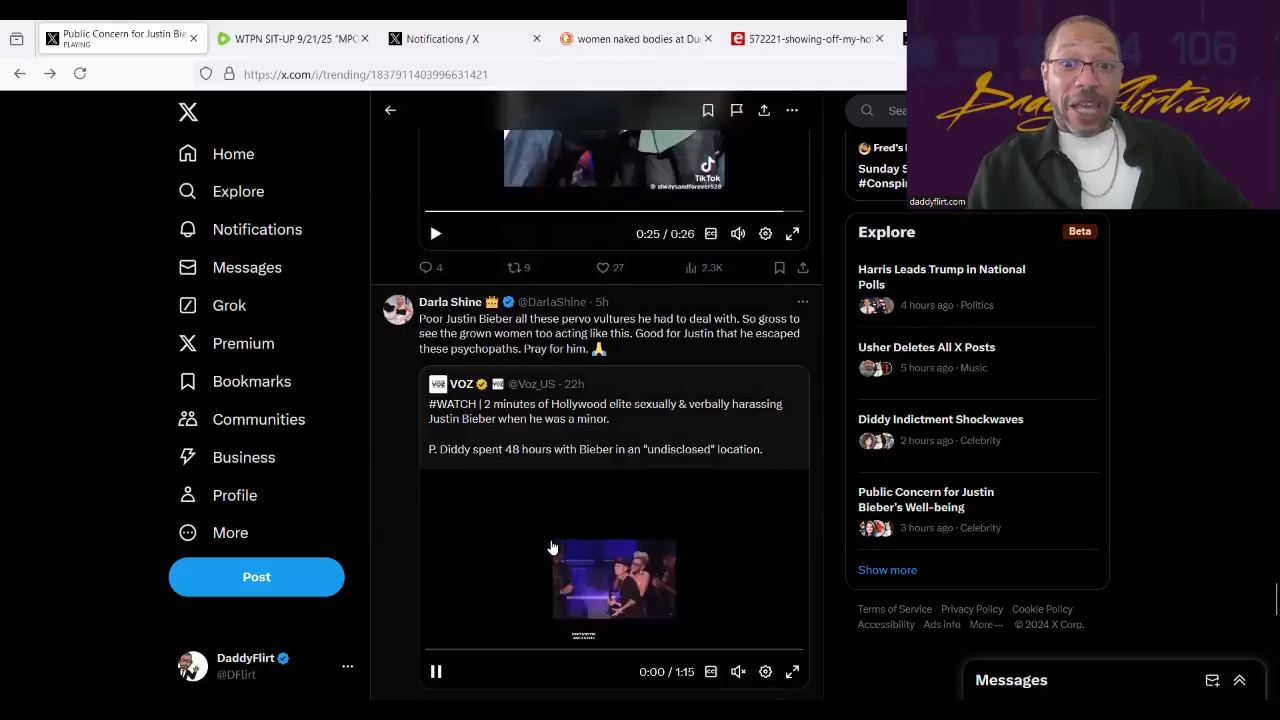 Public Concern for Justin Bie
PLAYING
WTPN SIT-UP 9/21/25 "MPC
Notifications / X
women naked bodies at Du
572221-showing-off-my-ho
https://x.com/i/trending/1837911403996631421
106
DaddyFlirt.com
daddyflirt.com
Home
Explore
Notifications
Messages
Grok
Premium
Bookmarks
Communities
Business
Profile
More
Post
DaddyFlirt
@DFlirt
TikTok
@alwaysandforever528
0:25 / 0:26
4
9
27
2.3K
Darla Shine 👑 @DarlaShine · 5h
Poor Justin Bieber all these pervo vultures he had to deal with. So gross to
see the grown women too acting like this. Good for Justin that he escaped
these psychopaths. Pray for him. 🙏
VOZ @Voz_US · 22h
#WATCH | 2 minutes of Hollywood elite sexually & verbally harassing
Justin Bieber when he was a minor.
P. Diddy spent 48 hours with Bieber in an "undisclosed" location.
0:00 / 1:15
Sea
Fred's
Sunday S
#Conspi
Explore
Beta
Harris Leads Trump in National
Polls
4 hours ago · Politics
Usher Deletes All X Posts
5 hours ago · Music
Diddy Indictment Shockwaves
2 hours ago · Celebrity
Public Concern for Justin
Bieber's Well-being
3 hours ago · Celebrity
Show more
Terms of Service Privacy Policy Cookie Policy
Accessibility Ads info More ··· © 2024 X Corp.
Messages